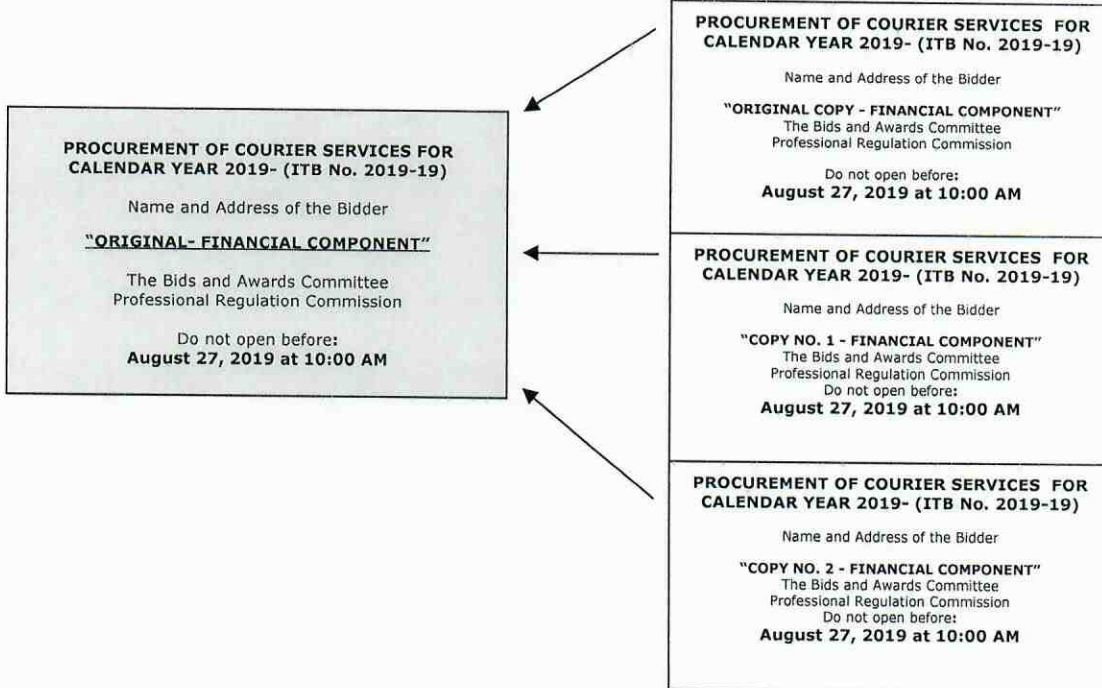 PROCUREMENT OF COURIER SERVICES FOR
CALENDAR YEAR 2019- (ITB No. 2019-19)
Name and Address of the Bidder
"ORIGINAL- FINANCIAL COMPONENT"
The Bids and Awards Committee
Professional Regulation Commission
Do not open before:
August 27, 2019 at 10:00 AM
PROCUREMENT OF COURIER SERVICES FOR
CALENDAR YEAR 2019- (ITB No. 2019-19)
Name and Address of the Bidder
"ORIGINAL COPY - FINANCIAL COMPONENT"
The Bids and Awards Committee
Professional Regulation Commission
Do not open before:
August 27, 2019 at 10:00 AM
PROCUREMENT OF COURIER SERVICES FOR
CALENDAR YEAR 2019- (ITB No. 2019-19)
Name and Address of the Bidder
"COPY NO. 1 - FINANCIAL COMPONENT"
The Bids and Awards Committee
Professional Regulation Commission
Do not open before:
August 27, 2019 at 10:00 AM
PROCUREMENT OF COURIER SERVICES FOR
CALENDAR YEAR 2019- (ITB No. 2019-19)
Name and Address of the Bidder
"COPY NO. 2 - FINANCIAL COMPONENT"
The Bids and Awards Committee
Professional Regulation Commission
Do not open before:
August 27, 2019 at 10:00 AM